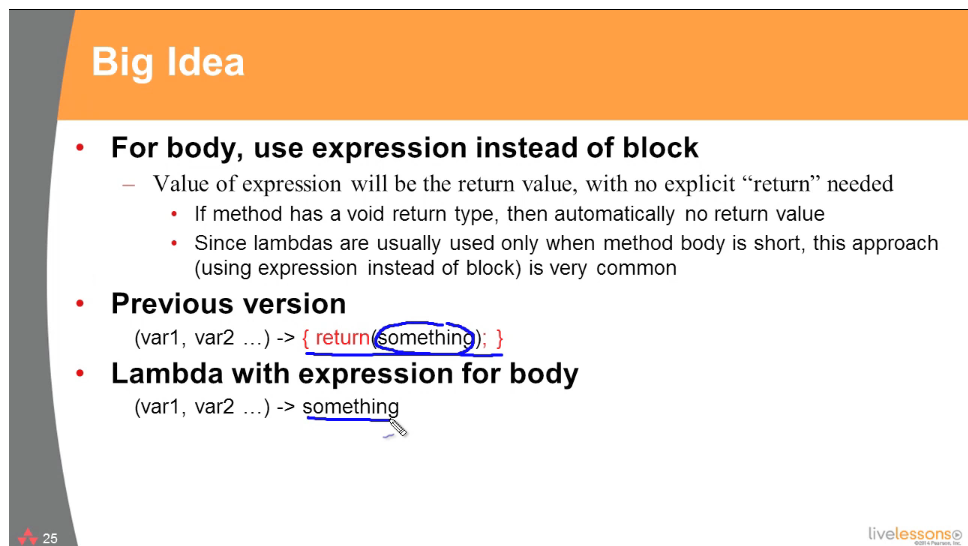 Big Idea
• For body, use expression instead of block
– Value of expression will be the return value, with no explicit “return” needed
• If method has a void return type, then automatically no return value
• Since lambdas are usually used only when method body is short, this approach
(using expression instead of block) is very common
• Previous version
(var1, var2 …) -> { return(something); }
• Lambda with expression for body
(var1, var2 …) -> something
25
livelessons
©2014 Pearson, Inc.